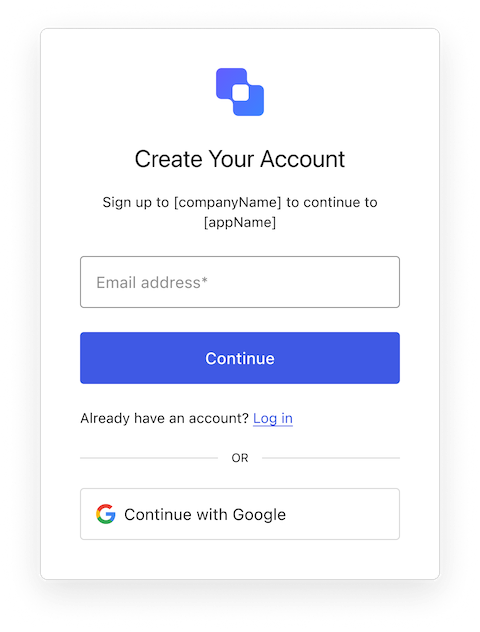 Create Your Account
Sign up to [companyName] to continue to
[appName]
Email address*
Continue
Already have an account? Log in
OR
Continue with Google